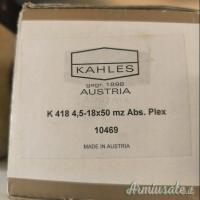 KAHLES
gegr. 1898
AUSTRIA
K 418 4,5-18x50 mz Abs. Plex
10469
MADE IN AUSTRIA
Armiusate.it